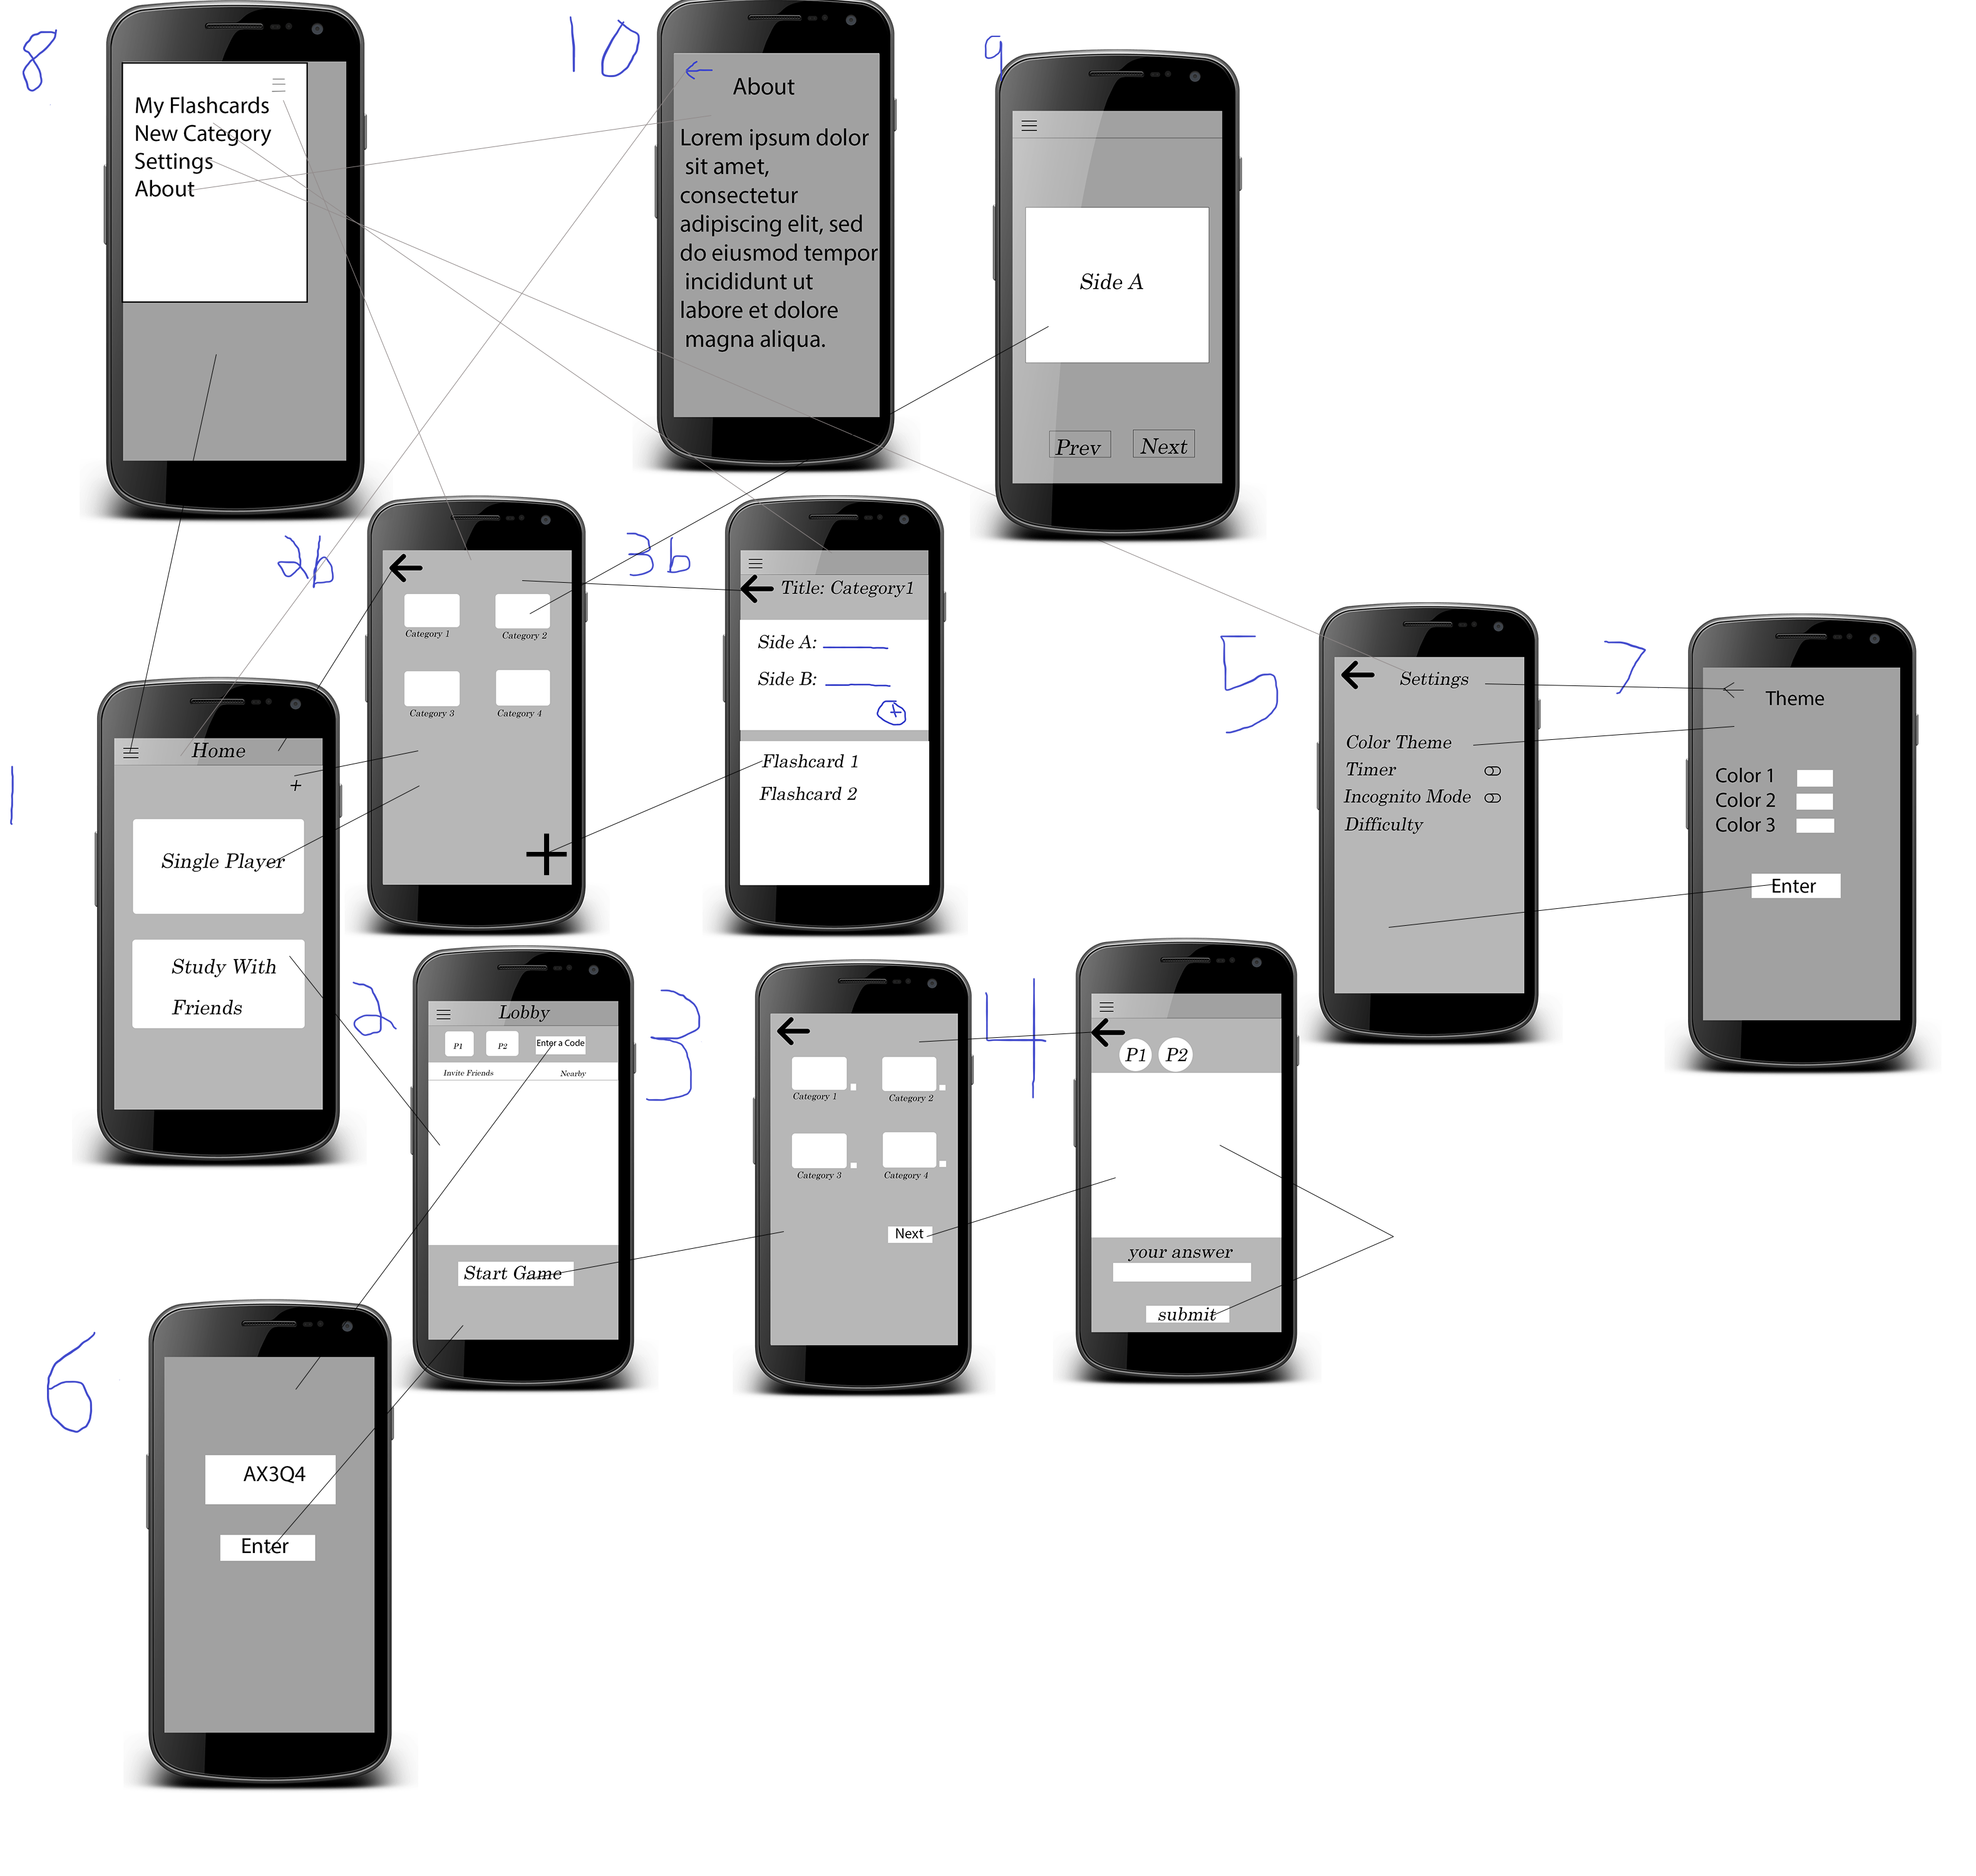 8
My Flashcards
New Category
Settings
About
10
About
Lorem ipsum dolor
sit amet,
consectetur
adipiscing elit, sed
do eiusmod tempor
incididunt ut
labore et dolore
magna aliqua.
9
Side A
Prev Next
2b
Category 1 Category 2
Category 3 Category 4
+
3b
Title: Category1
Side A:
Side B:
+
Flashcard 1
Flashcard 2
1
Home
+
Single Player
Study With
Friends
5
Settings
Color Theme
Timer
Incognito Mode
Difficulty
7
Theme
Color 1
Color 2
Color 3
Enter
2
Lobby
P1 P2 Enter a Code
Invite Friends Nearby
Start Game
3
Category 1 Category 2
Category 3 Category 4
Next
4
P1 P2
your answer
submit
6
AX3Q4
Enter